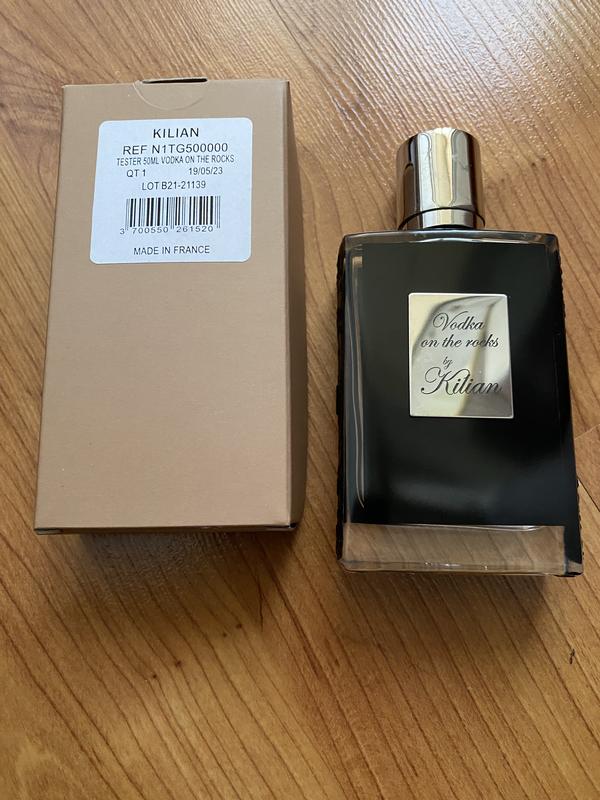 KILIAN
REF N1TG500000
TESTER 50ML VODKA ON THE ROCKS
QT 1 19/05/23
LOT B21-21139
3 700550 261520
MADE IN FRANCE
Vodka
on the rocks
by
Kilian